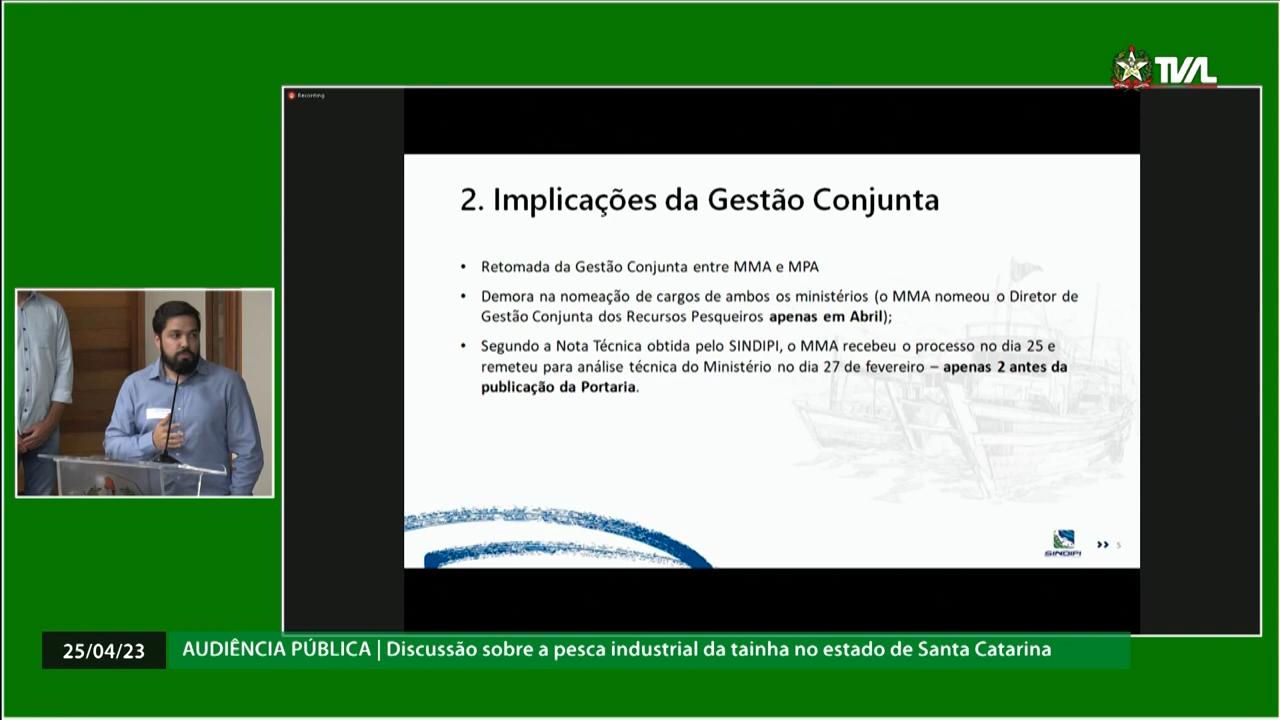 TVAL
Recording
2. Implicações da Gestão Conjunta
• Retomada da Gestão Conjunta entre MMA e MPA
• Demora na nomeação de cargos de ambos os ministérios (o MMA nomeou o Diretor de
Gestão Conjunta dos Recursos Pesqueiros apenas em Abril);
• Segundo a Nota Técnica obtida pelo SINDIPI, o MMA recebeu o processo no dia 25 e
remeteu para análise técnica do Ministério no dia 27 de fevereiro – apenas 2 antes da
publicação da Portaria.
SINDIPI
5
25/04/23
AUDIÊNCIA PÚBLICA | Discussão sobre a pesca industrial da tainha no estado de Santa Catarina